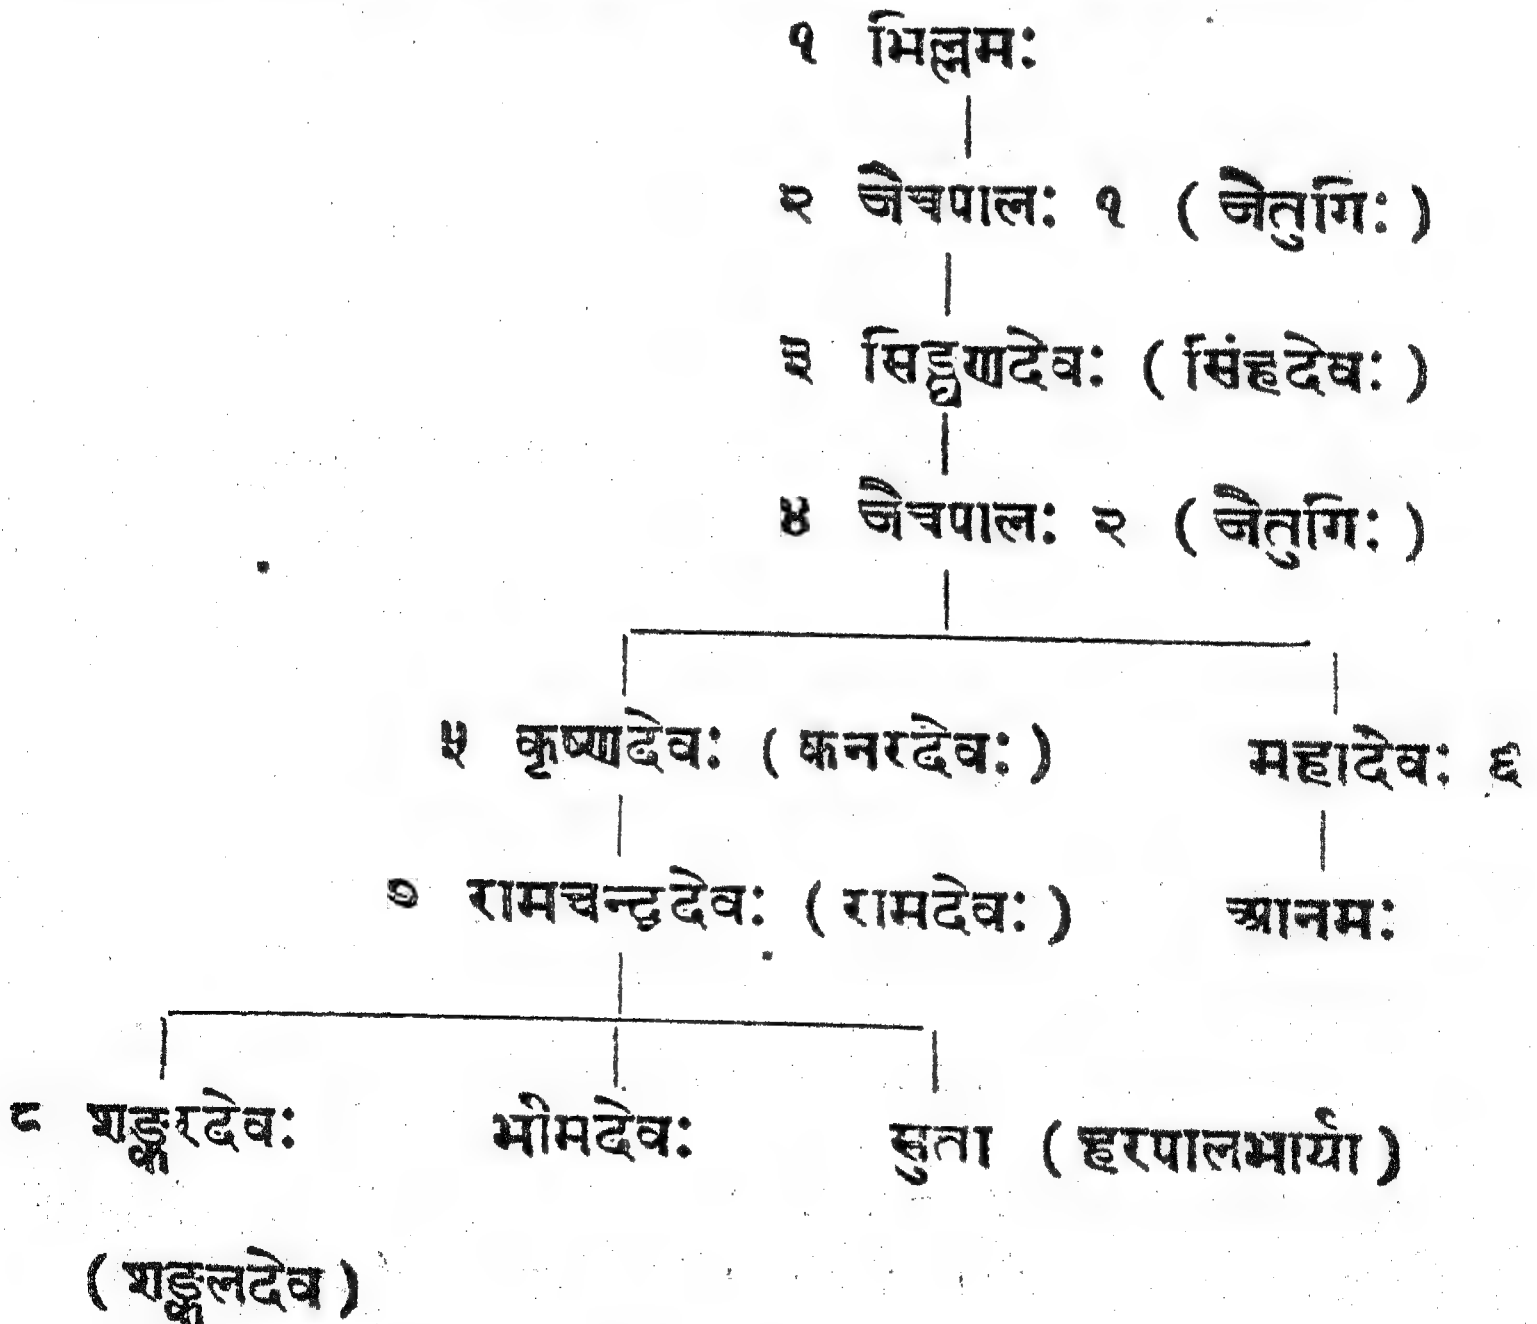 १ भिल्लमः
२ जैत्रपालः १ ( जैतुगिः )
३ सिङ्घणदेवः ( सिंहदेवः )
४ जैत्रपालः २ ( जैतुगिः )
५ कृष्णदेवः ( कनरदेवः ) महादेवः ६
७ रामचन्द्रदेवः ( रामदेवः ) आनमः
८ शङ्करदेवः भीमदेवः सुता ( हरपालभार्या )
( शङ्कलदेव )